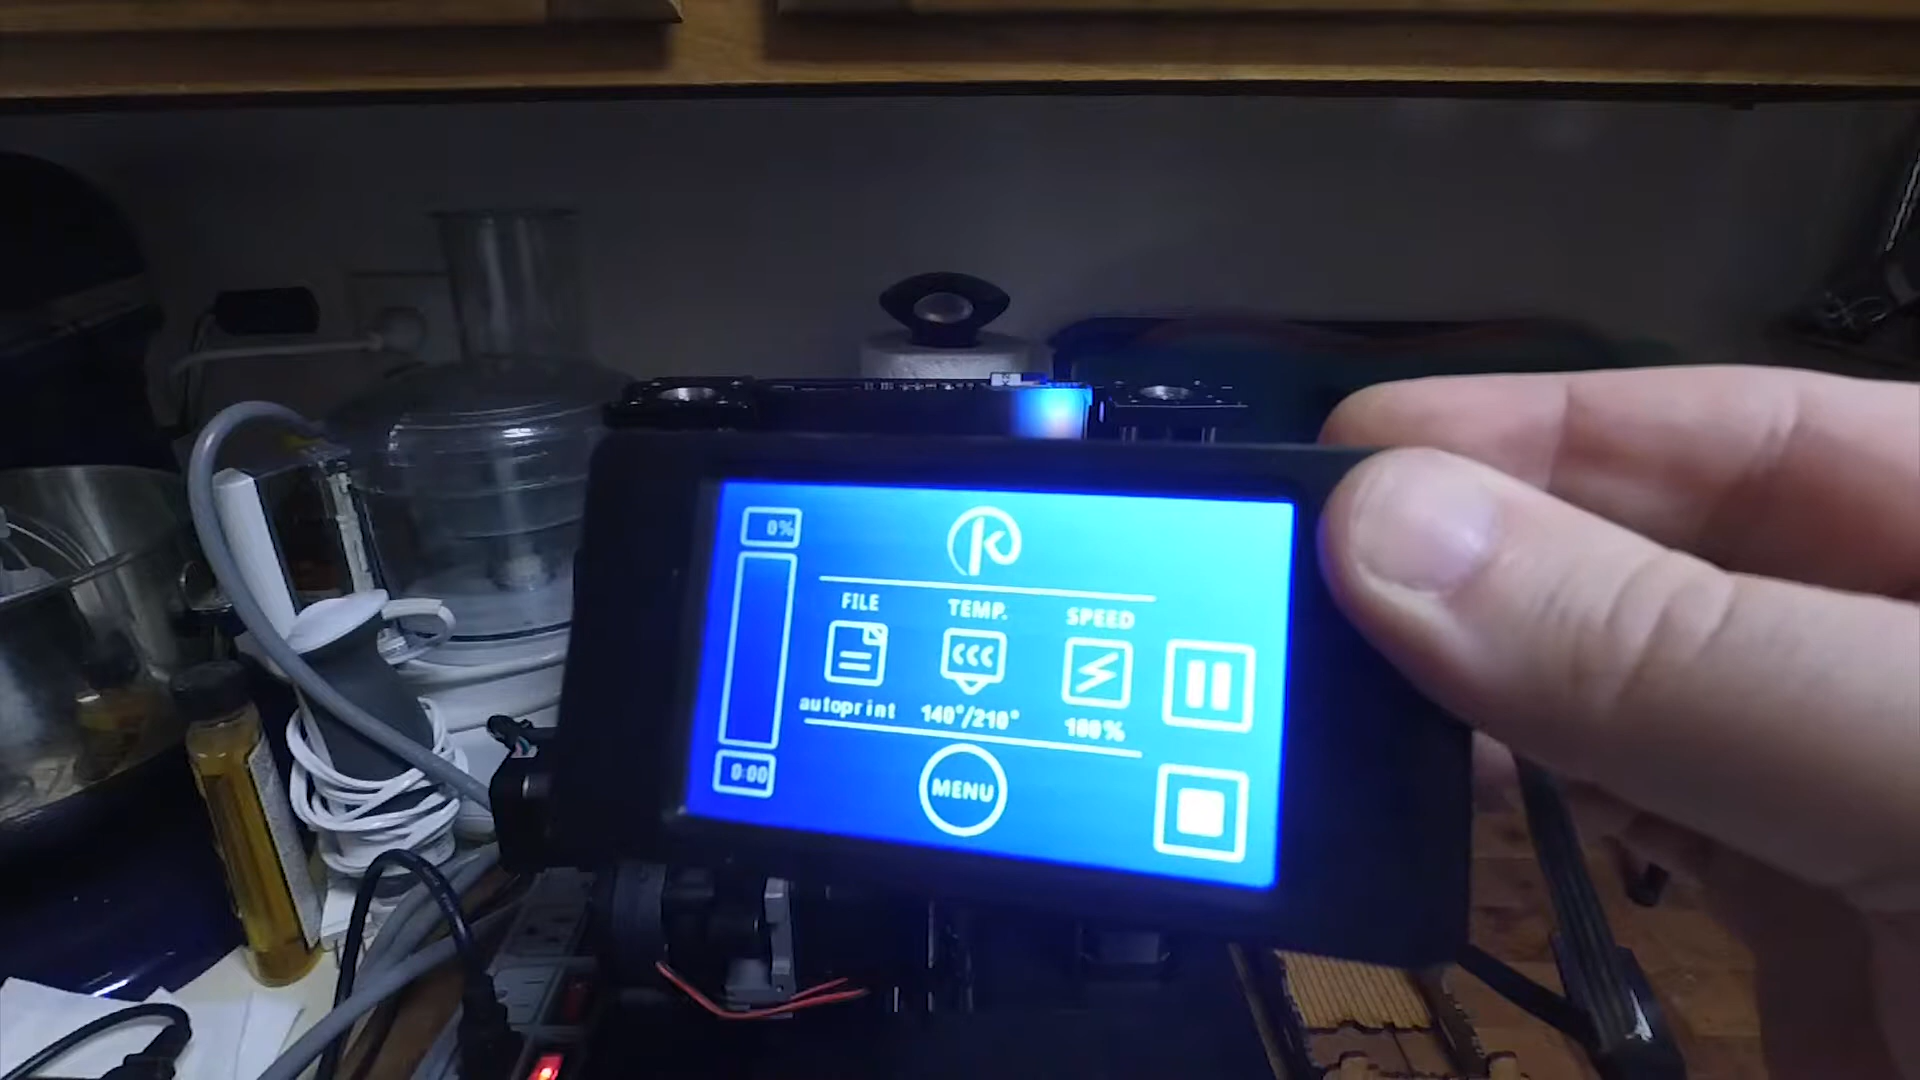 0%
FILE TEMP. SPEED
autoprint 140°/210° 100%
0:00
MENU